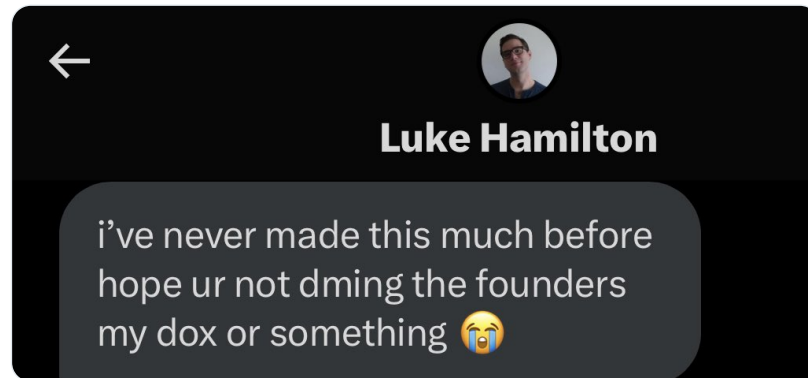 Luke Hamilton
i’ve never made this much before
hope ur not dming the founders
my dox or something 😭